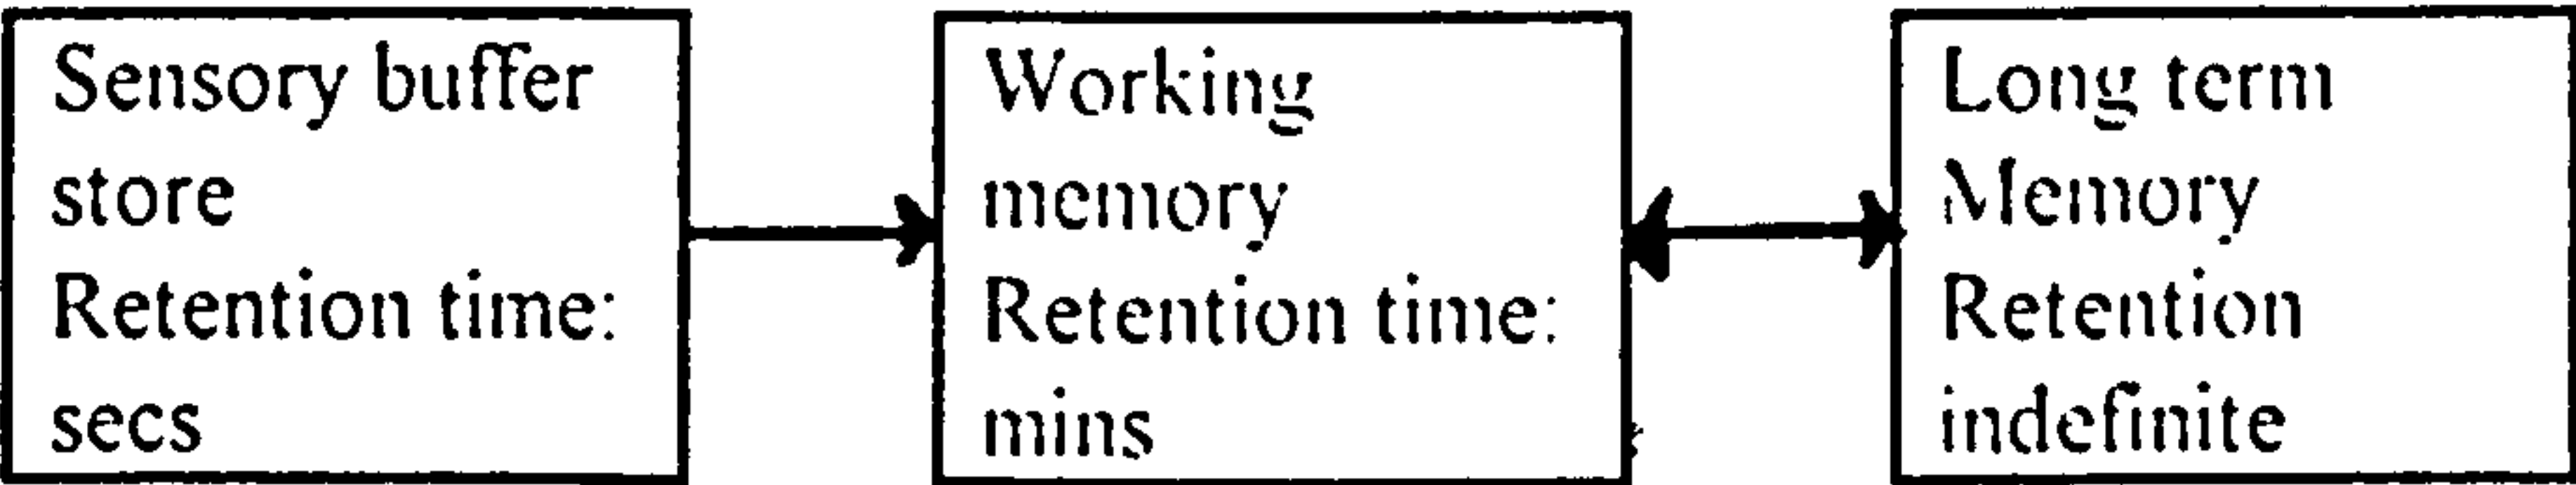 Sensory buffer
store
Retention time:
secs
Working
memory
Retention time:
mins
Long term
Memory
Retention
indefinite